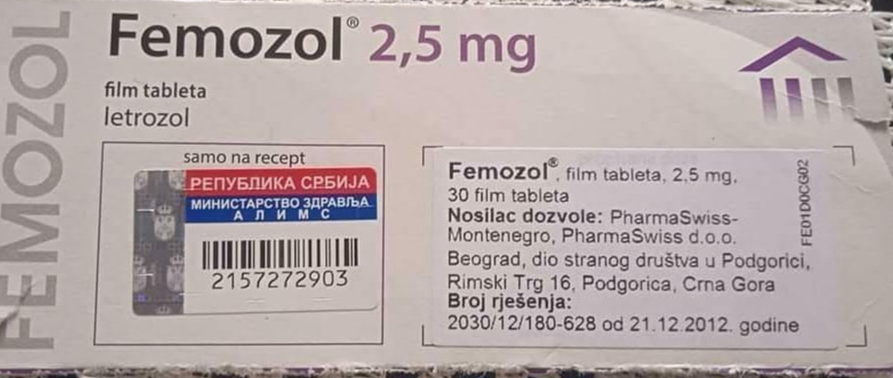 FEMOZOL
Femozol® 2,5 mg
film tableta
letrozol
samo na recept
РЕПУБЛИКА СРБИЈА
МИНИСТАРСТВО ЗДРАВЉА
А Л И М С
2157272903
Femozol®, film tableta, 2,5 mg,
30 film tableta
Nosilac dozvole: PharmaSwiss-
Montenegro, PharmaSwiss d.o.o.
Beograd, dio stranog društva u Podgorici,
Rimski Trg 16, Podgorica, Crna Gora
Broj rješenja:
2030/12/180-628 od 21.12.2012. godine
FE01D0CG02